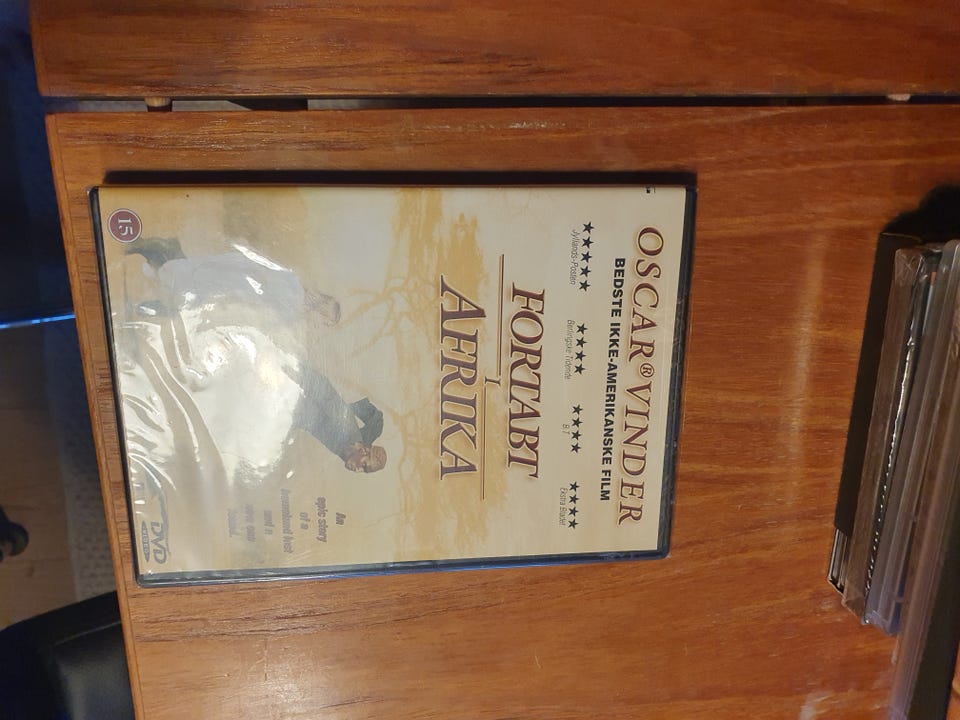 OSCAR® VINDER
BEDSTE IKKE-AMERIKANSKE FILM
★★★★★ ★★★★ ★★★★ ★★★★
Jyllands-Posten Berlingske Tidende B.T Ekstra Bladet
FORTABT
I
AFRIKA
An
epic story
of a
homeland lost
and a
new one
found.
15
DVD
VIDEO